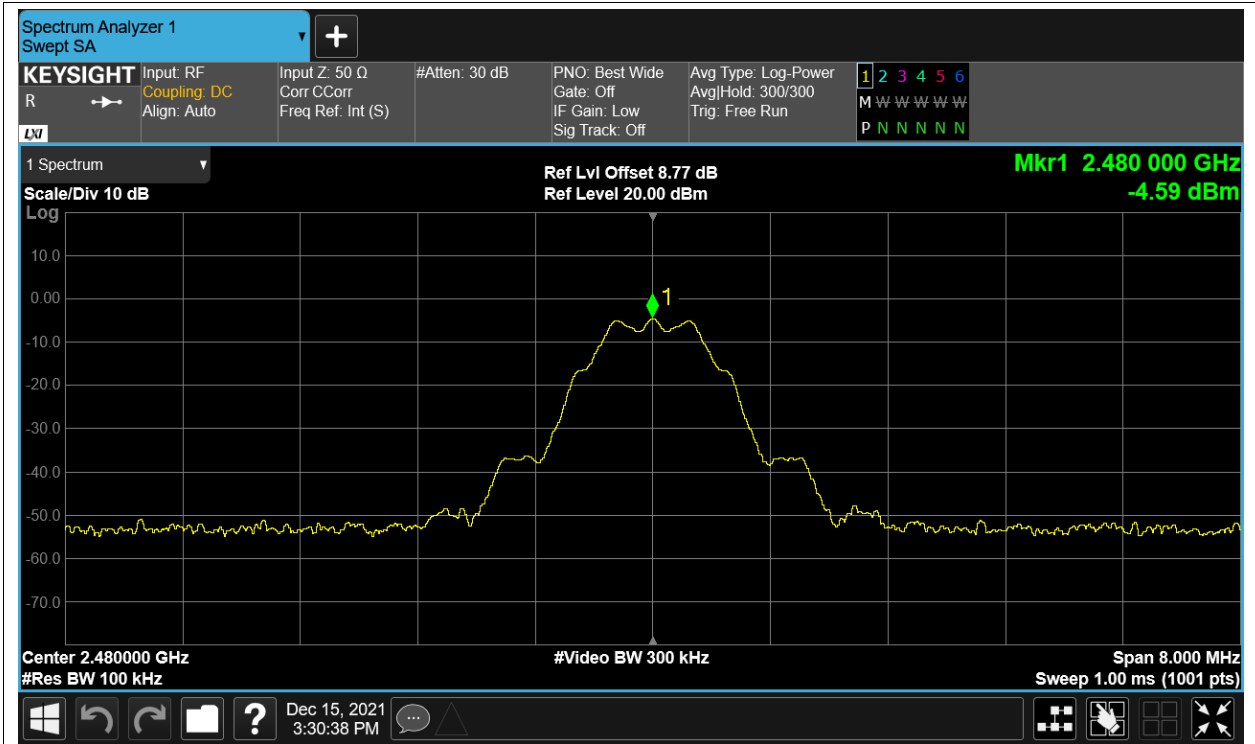 Spectrum Analyzer 1
Swept SA
KEYSIGHT
R
LXI
Input: RF
Coupling: DC
Align: Auto
Input Z: 50 Ω
Corr CCorr
Freq Ref: Int (S)
#Atten: 30 dB
PNO: Best Wide
Gate: Off
IF Gain: Low
Sig Track: Off
Avg Type: Log-Power
Avg|Hold: 300/300
Trig: Free Run
1 2 3 4 5 6
M W W W W W
P N N N N N
1 Spectrum
Scale/Div 10 dB
Log
Ref Lvl Offset 8.77 dB
Ref Level 20.00 dBm
Mkr1 2.480 000 GHz
-4.59 dBm
10.0
0.00
-10.0
-20.0
-30.0
-40.0
-50.0
-60.0
-70.0
1
Center 2.480000 GHz
#Res BW 100 kHz
#Video BW 300 kHz
Span 8.000 MHz
Sweep 1.00 ms (1001 pts)
?
Dec 15, 2021
3:30:38 PM